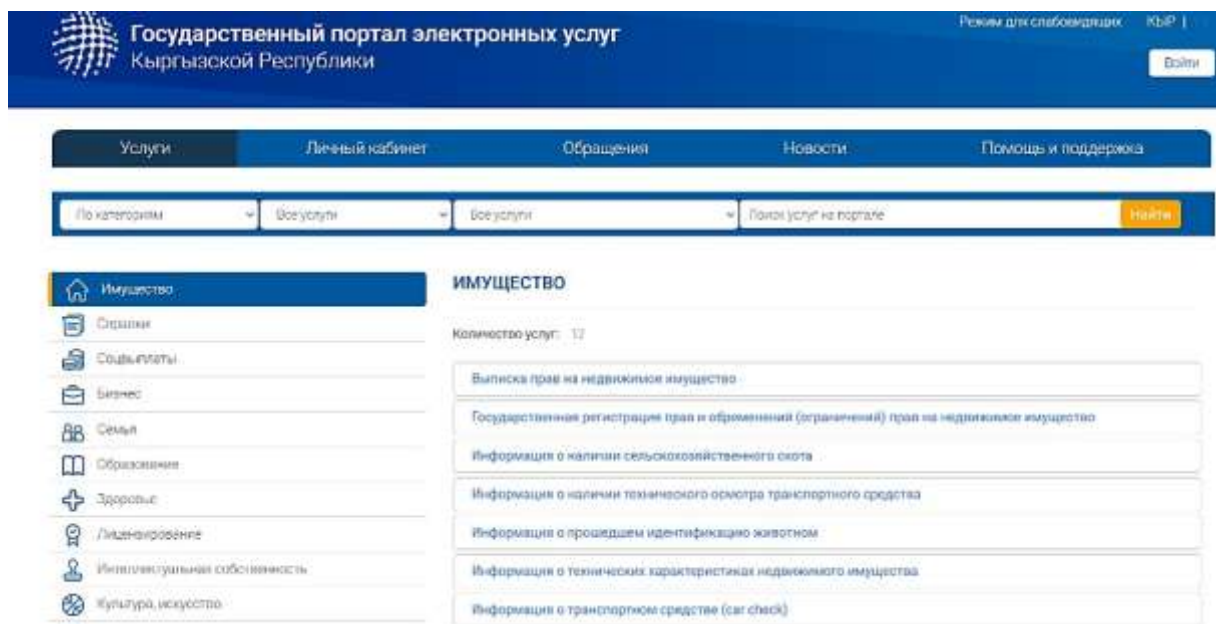 Режим для слабовидящих КЫР |
Государственный портал электронных услуг
Кыргызской Республики
Войти
Услуги Личный кабинет Обращения Новости Помощь и поддержка
По категориям Все услуги Все услуги Поиск услуг на портале Найти
Имущество
Справки
Соцвыплаты
Бизнес
Семья
Образование
Здоровье
Лицензирование
Интеллектуальная собственность
Культура, искусство
ИМУЩЕСТВО
Количество услуг: 12
Выписка прав на недвижимое имущество
Государственная регистрация прав и обременений (ограничений) прав на недвижимое имущество
Информация о наличии сельскохозяйственного скота
Информация о наличии технического осмотра транспортного средства
Информация о прошедшем идентификацию животном
Информация о технических характеристиках недвижимого имущества
Информация о транспортном средстве (car check)